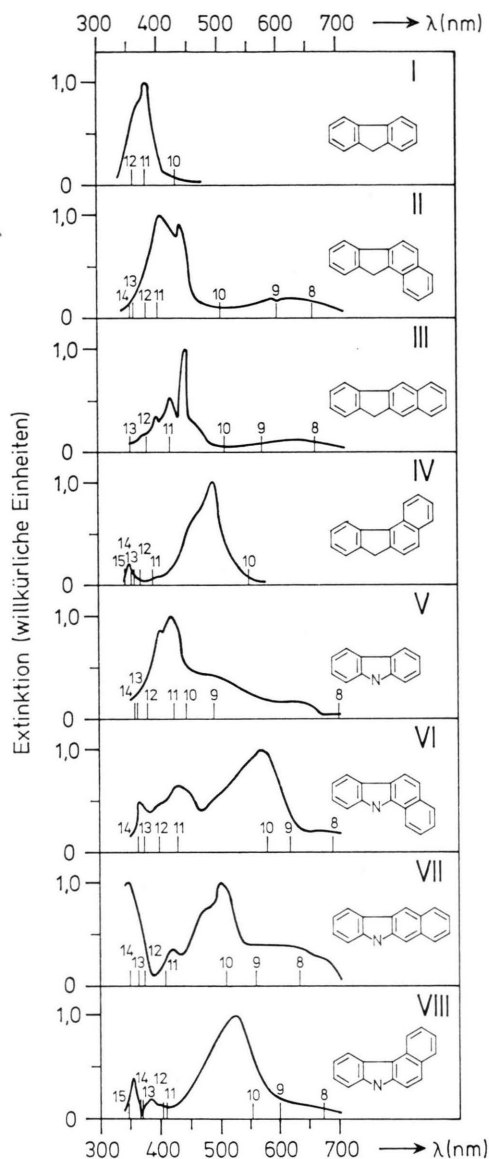 300 400 500 600 700 → λ(nm)
Extinktion (willkürliche Einheiten)
I
1,0
12 11 10
0
II
1,0
13
14 12 11 10 9 8
0
III
1,0
12
13 11 10 9 8
0
IV
1,0
14
15 13 12 11 10
0
V
1,0
N
13
14 12 11 10 9 8
0
VI
1,0
N
14 13 12 11 10 9 8
0
VII
1,0
N
14 13 12 11 10 9 8
0
VIII
1,0
N
14 12
15 13 11 10 9 8
0
300 400 500 600 700 → λ(nm)